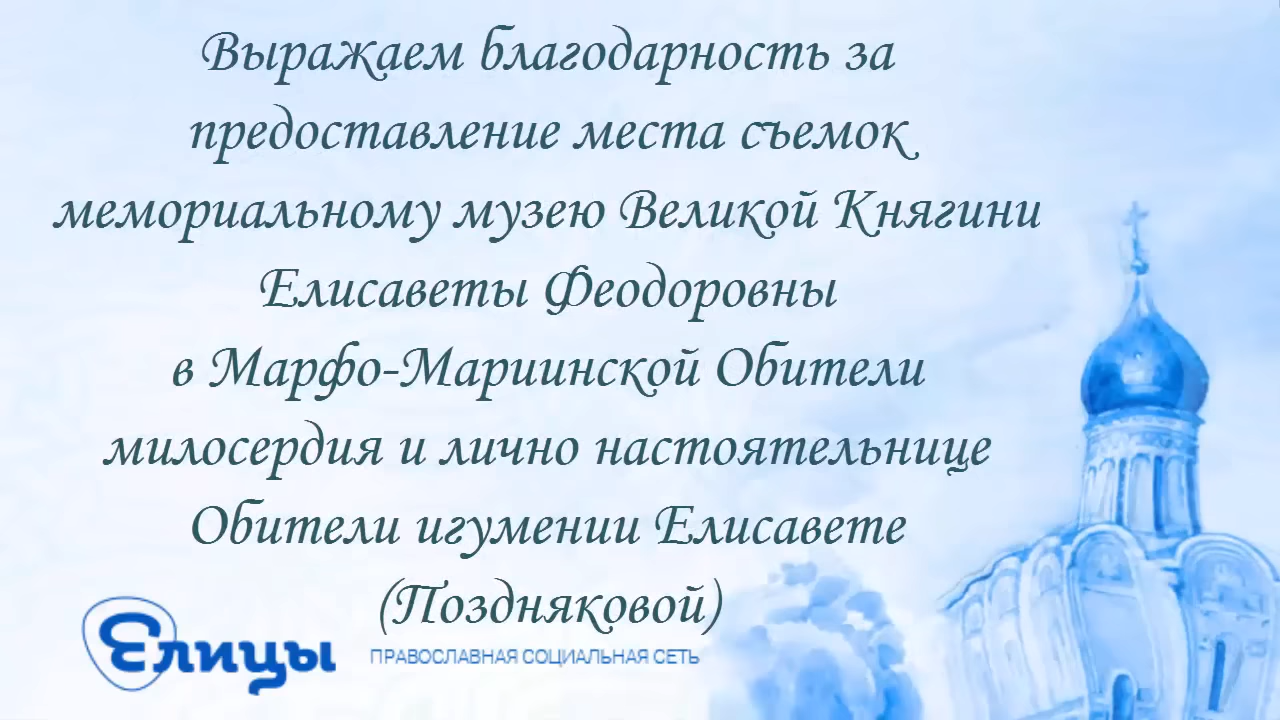 Выражаем благодарность за
предоставление места съемок
мемориальному музею Великой Княгини
Елисаветы Феодоровны
в Марфо-Мариинской Обители
милосердия и лично настоятельнице
Обители игумении Елисавете
(Поздняковой)
Елицы ПРАВОСЛАВНАЯ СОЦИАЛЬНАЯ СЕТЬ